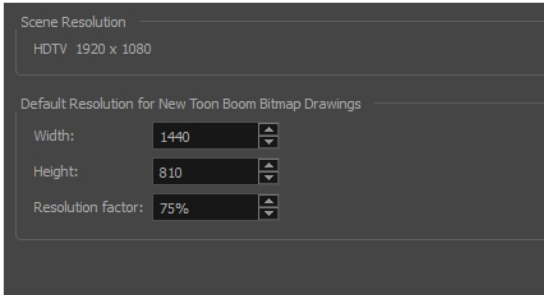 Scene Resolution
HDTV 1920 x 1080
Default Resolution for New Toon Boom Bitmap Drawings
Width: 1440
Height: 810
Resolution factor: 75%